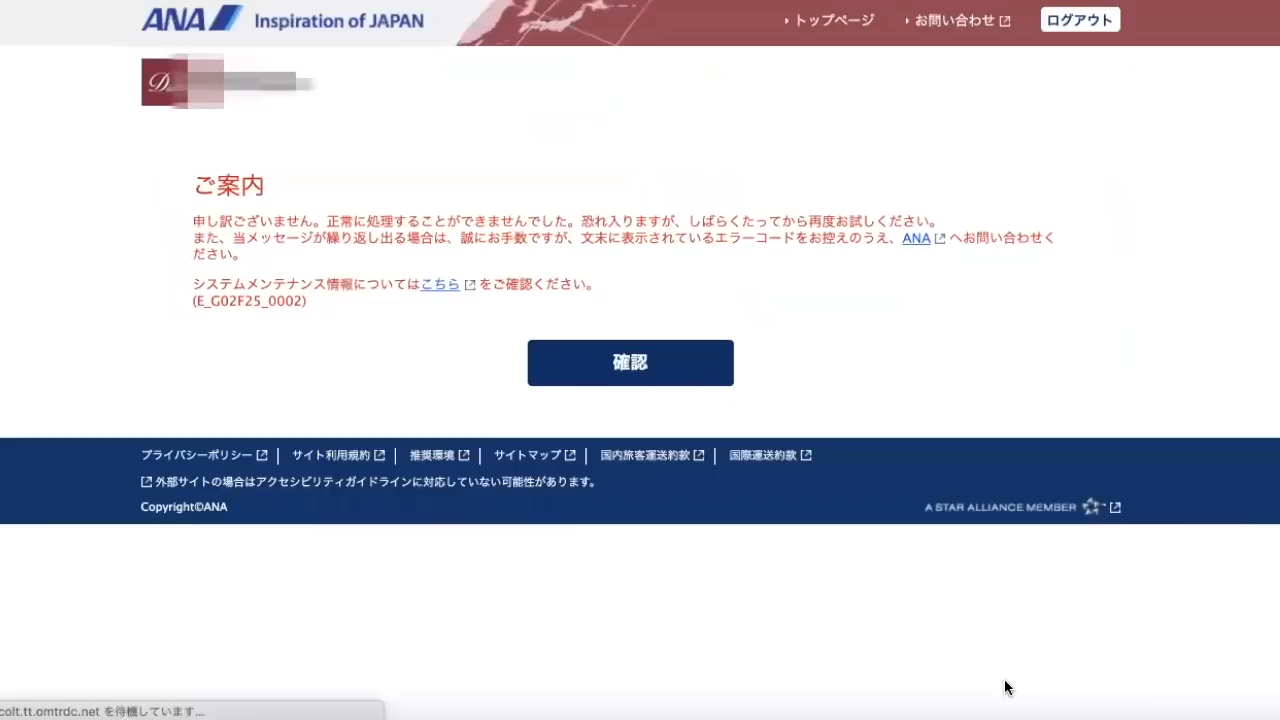 ANA Inspiration of JAPAN
トップページ お問い合わせ ログアウト
D
ご案内
申し訳ございません。正常に処理することができませんでした。恐れ入りますが、しばらくたってから再度お試しください。
また、当メッセージが繰り返し出る場合は、誠にお手数ですが、文末に表示されているエラーコードをお控えのうえ、ANA へお問い合わせく
ださい。
システムメンテナンス情報についてはこちら をご確認ください。
(E_G02F25_0002)
確認
プライバシーポリシー | サイト利用規約 | 推奨環境 | サイトマップ | 国内旅客運送約款 | 国際運送約款
外部サイトの場合はアクセシビリティガイドラインに対応していない可能性があります。
Copyright©ANA
A STAR ALLIANCE MEMBER
colt.tt.omtrdc.net を待機しています...